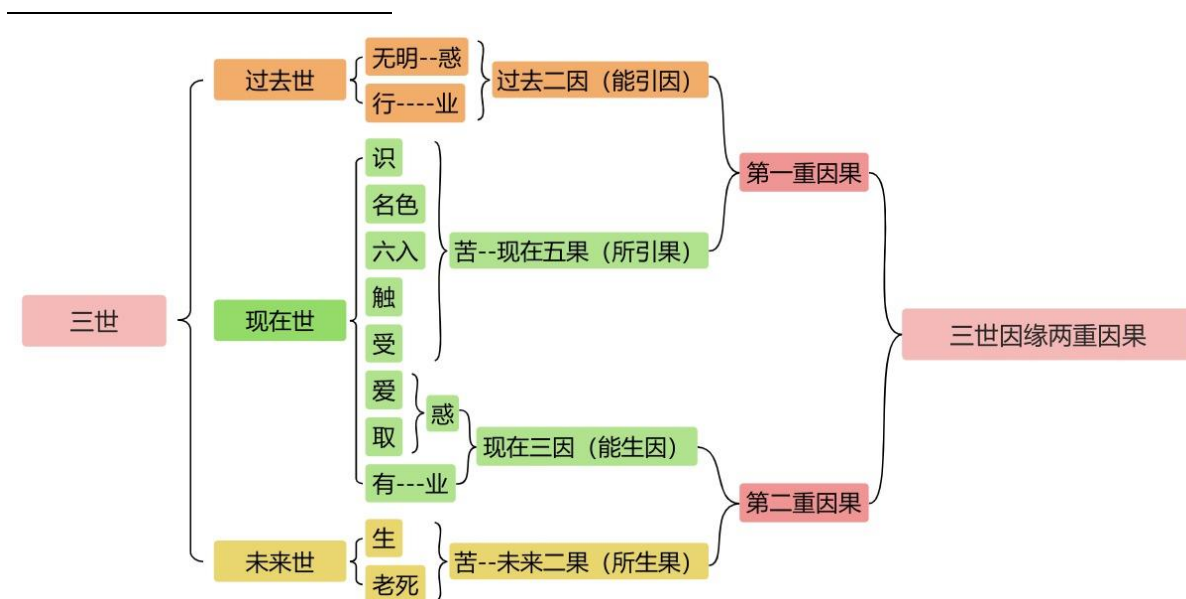 三世
过去世
无明--惑
行----业
过去二因（能引因）
现在世
识
名色
六入
触
受
苦--现在五果（所引果）
爱
取
惑
有---业
现在三因（能生因）
未来世
生
老死
苦--未来二果（所生果）
第一重因果
第二重因果
三世因缘两重因果